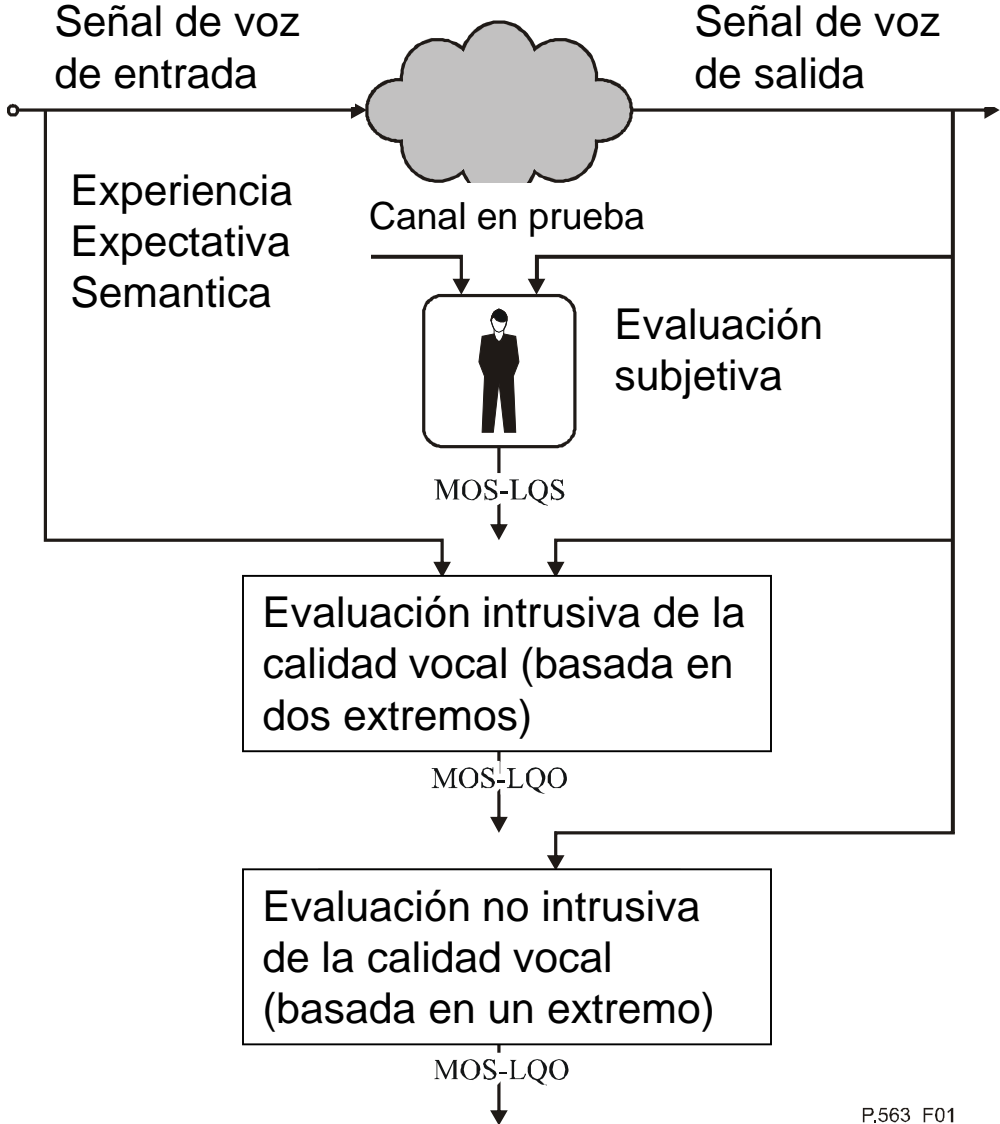 Señal de voz
de entrada
Señal de voz
de salida
Experiencia
Expectativa
Semantica
Canal en prueba
Evaluación
subjetiva
MOS-LQS
Evaluación intrusiva de la
calidad vocal (basada en
dos extremos)
MOS-LQO
Evaluación no intrusiva
de la calidad vocal
(basada en un extremo)
MOS-LQO
P.563_F01